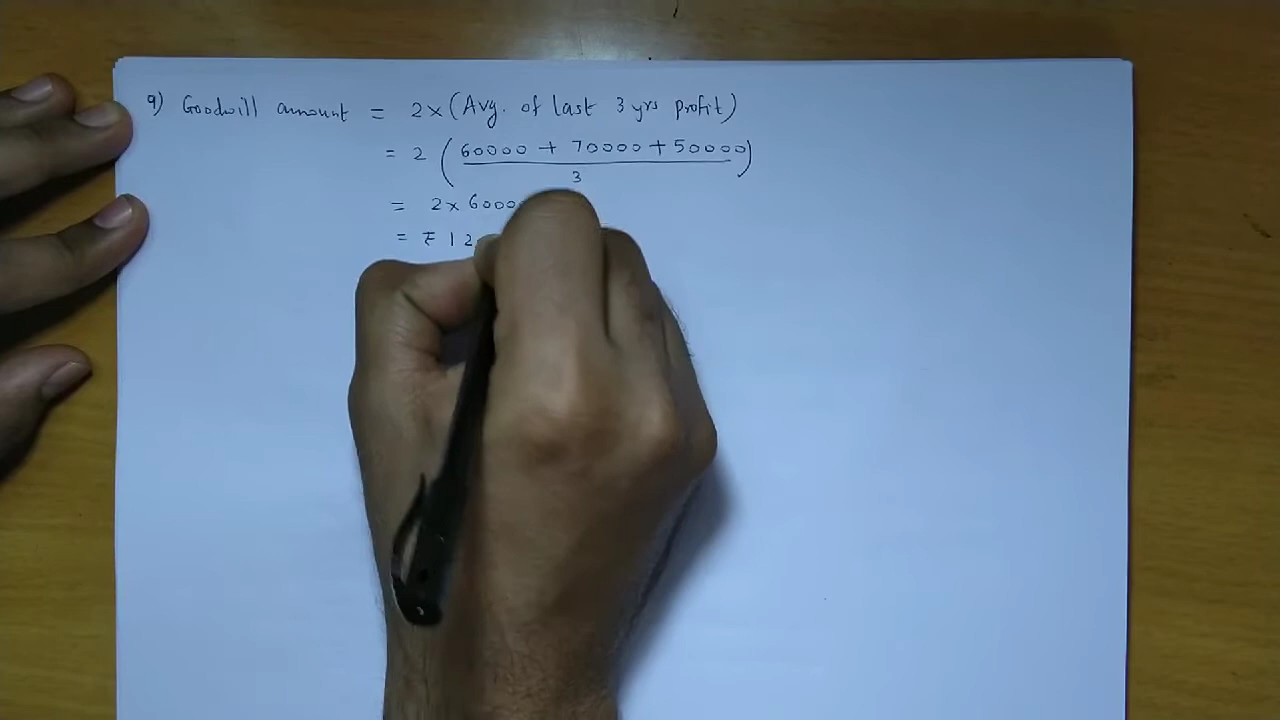 9) Goodwill amount = 2×(Avg. of last 3 yrs profit)
= 2 (60000 + 70000 + 50000)
3
= 2×6000
= ₹12